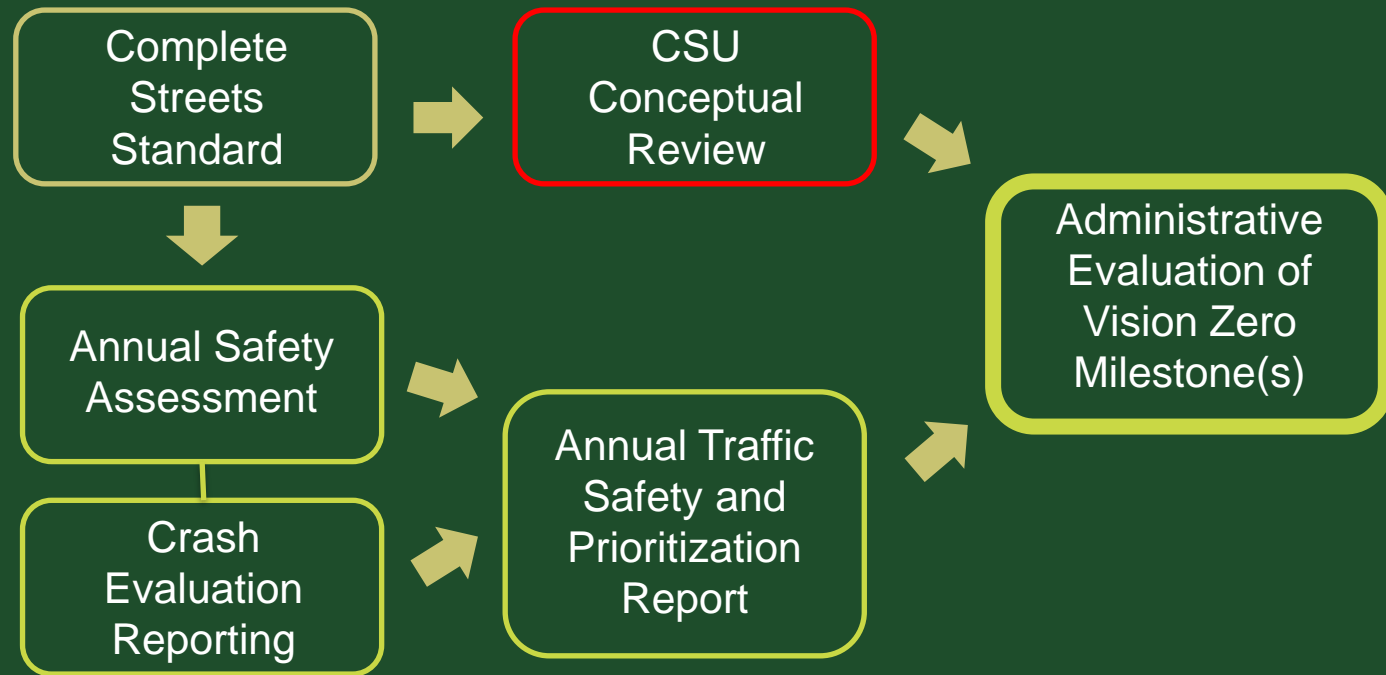 Complete
Streets
Standard
CSU
Conceptual
Review
Administrative
Evaluation of
Vision Zero
Milestone(s)
Annual Safety
Assessment
Annual Traffic
Safety and
Prioritization
Report
Crash
Evaluation
Reporting